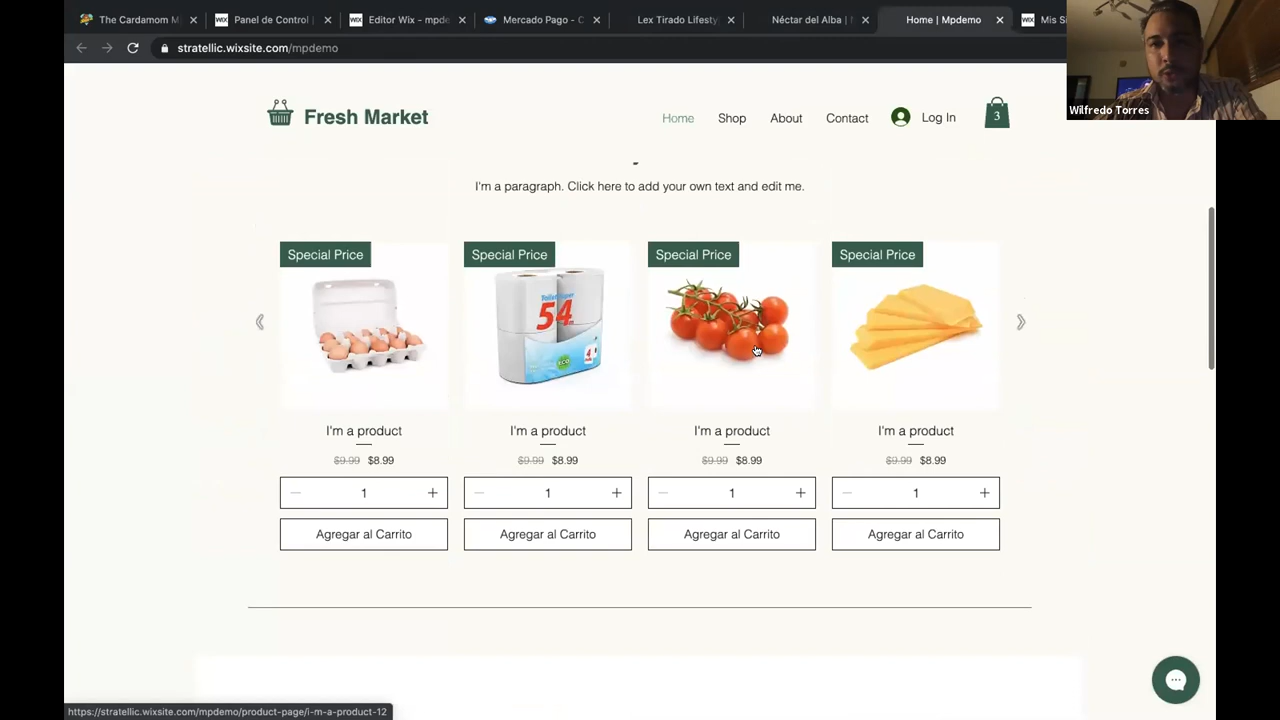 The Cardamom M
WIX Panel de Control |
WIX Editor Wix - mpde
Mercado Pago - C
Lex Tirado Lifesty
Néctar del Alba |
Home | Mpdemo
WIX Mis Si
stratellic.wixsite.com/mpdemo
Wilfredo Torres
Fresh Market
Home
Shop
About
Contact
Log In
3
I'm a paragraph. Click here to add your own text and edit me.
Special Price
Special Price
Special Price
Special Price
54
I'm a product
I'm a product
I'm a product
I'm a product
$9.99 $8.99
$9.99 $8.99
$9.99 $8.99
$9.99 $8.99
1
1
1
1
Agregar al Carrito
Agregar al Carrito
Agregar al Carrito
Agregar al Carrito
https://stratellic.wixsite.com/mpdemo/product-page/i-m-a-product-12